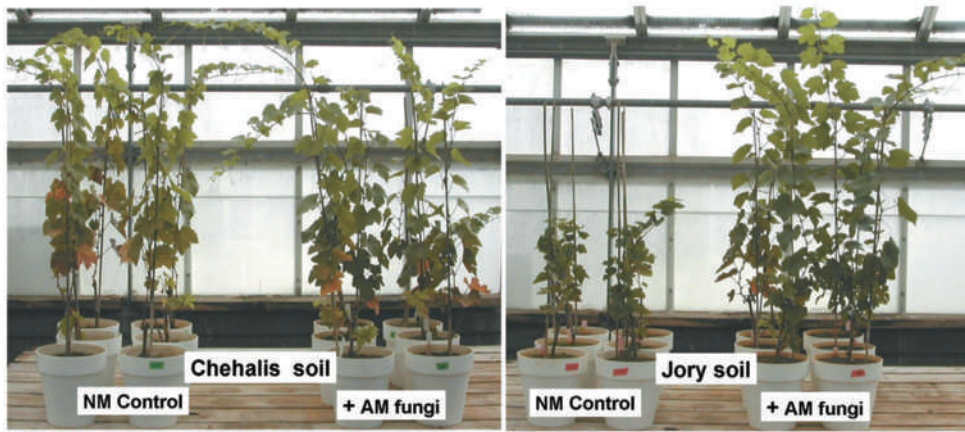 Chehalis soil
NM Control
+ AM fungi
Jory soil
NM Control
+ AM fungi